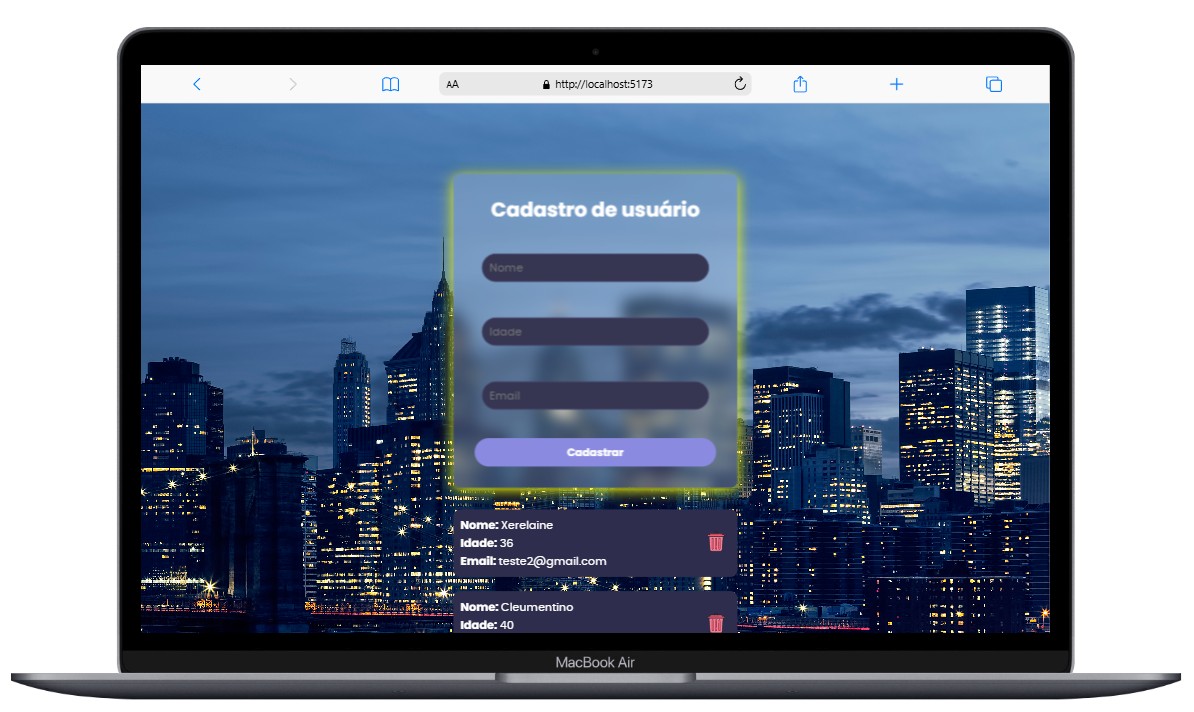 AA http://localhost:5173
Cadastro de usuário
Nome
Idade
Email
Cadastrar
Nome: Xerelaine
Idade: 36
Email: teste2@gmail.com
Nome: Cleumentino
Idade: 40
MacBook Air